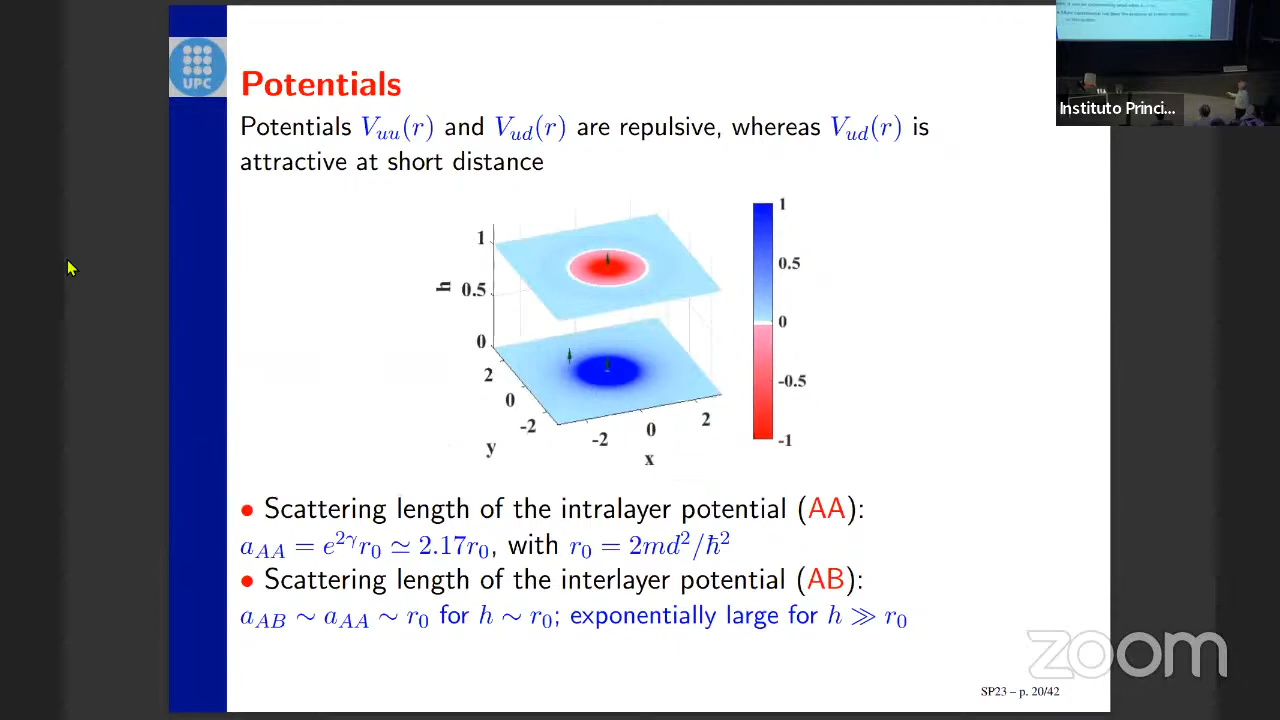 UPC
Potentials
Potentials V_{uu}(r) and V_{ud}(r) are repulsive, whereas V_{ud}(r) is
attractive at short distance
1
0.5
0
h
2
0
-2
y
-2
0
2
x
1
0.5
0
-0.5
-1
• Scattering length of the intralayer potential (AA):
a_{AA} = e^{2γ}r_0 ≃ 2.17r_0, with r_0 = 2md^2/ħ^2
• Scattering length of the interlayer potential (AB):
a_{AB} ∼ a_{AA} ∼ r_0 for h ∼ r_0; exponentially large for h ≫ r_0
SP23 – p. 20/42
Instituto Princi...
zoom